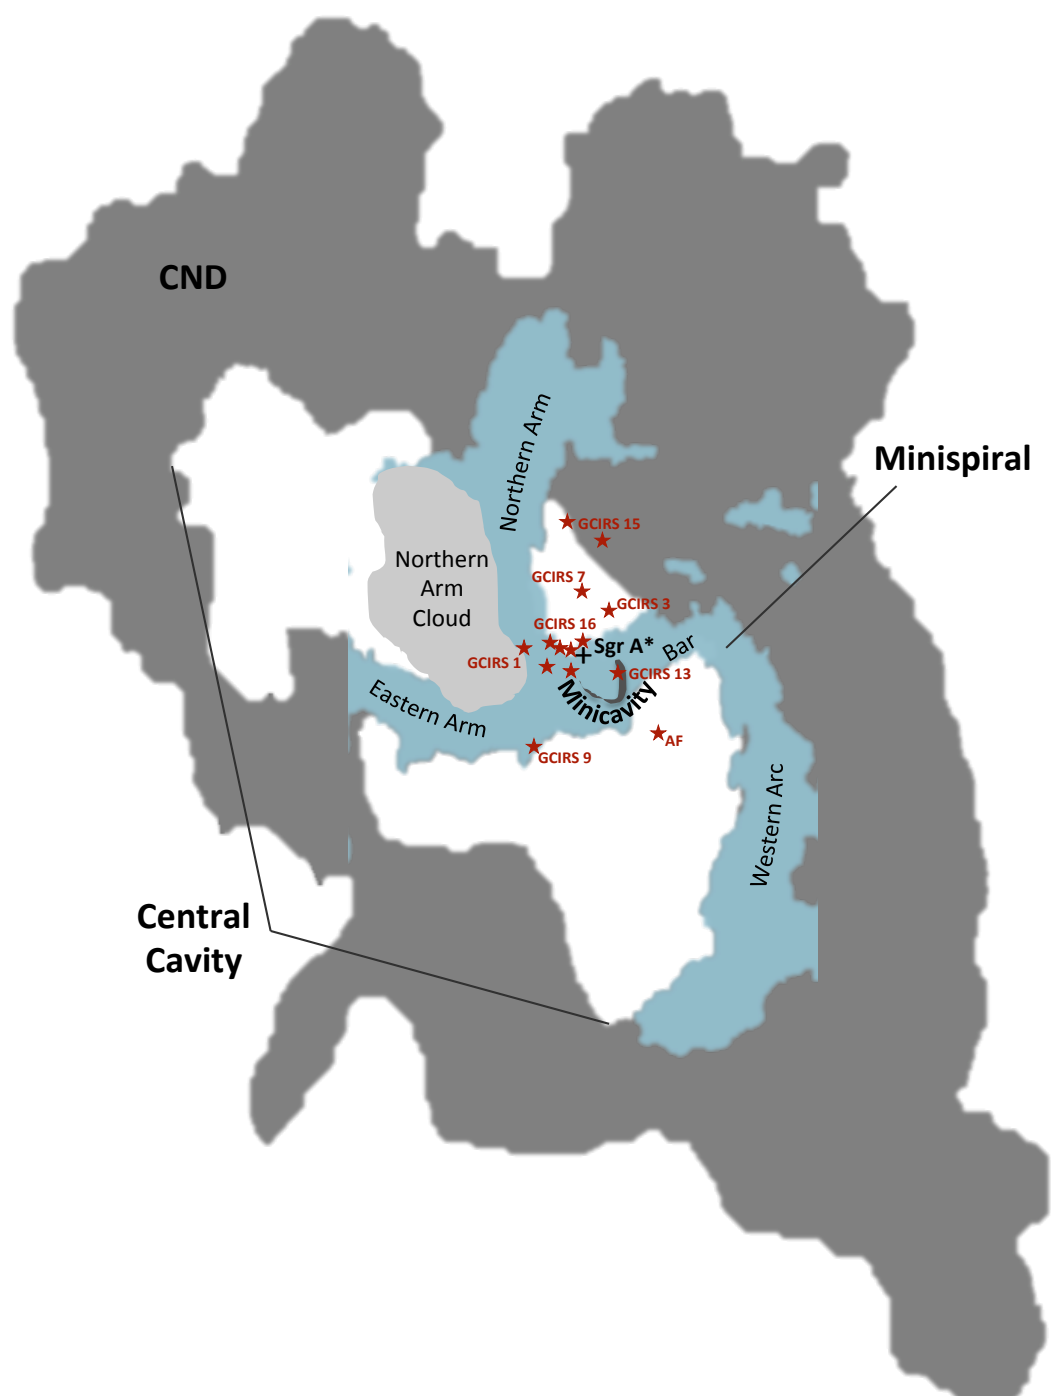 CND
Northern Arm
Minispiral
GCIRS 15
Northern
Arm
Cloud
GCIRS 7
GCIRS 3
GCIRS 16
Sgr A*
Bar
GCIRS 1
GCIRS 13
Minicavity
Eastern Arm
AF
GCIRS 9
Western Arc
Central
Cavity